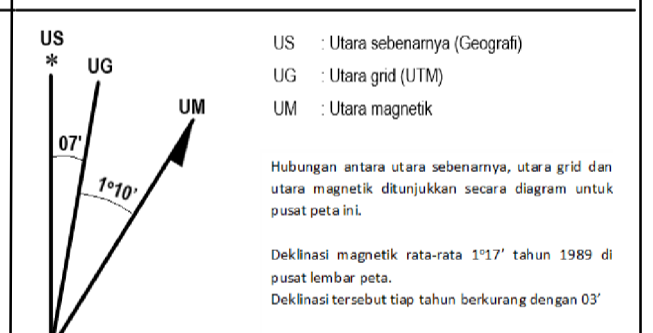 US
*
UG
UM
07'
1°10'
US : Utara sebenarnya (Geografi)
UG : Utara grid (UTM)
UM : Utara magnetik
Hubungan antara utara sebenarnya, utara grid dan
utara magnetik ditunjukkan secara diagram untuk
pusat peta ini.
Deklinasi magnetik rata-rata 1°17' tahun 1989 di
pusat lembar peta.
Deklinasi tersebut tiap tahun berkurang dengan 03'